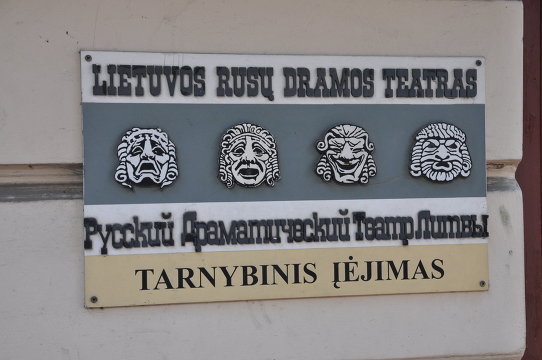 LIETUVOS RUSŲ DRAMOS TEATRAS
Русский Драматический Театр Литвы
TARNYBINIS ĮĖJIMAS